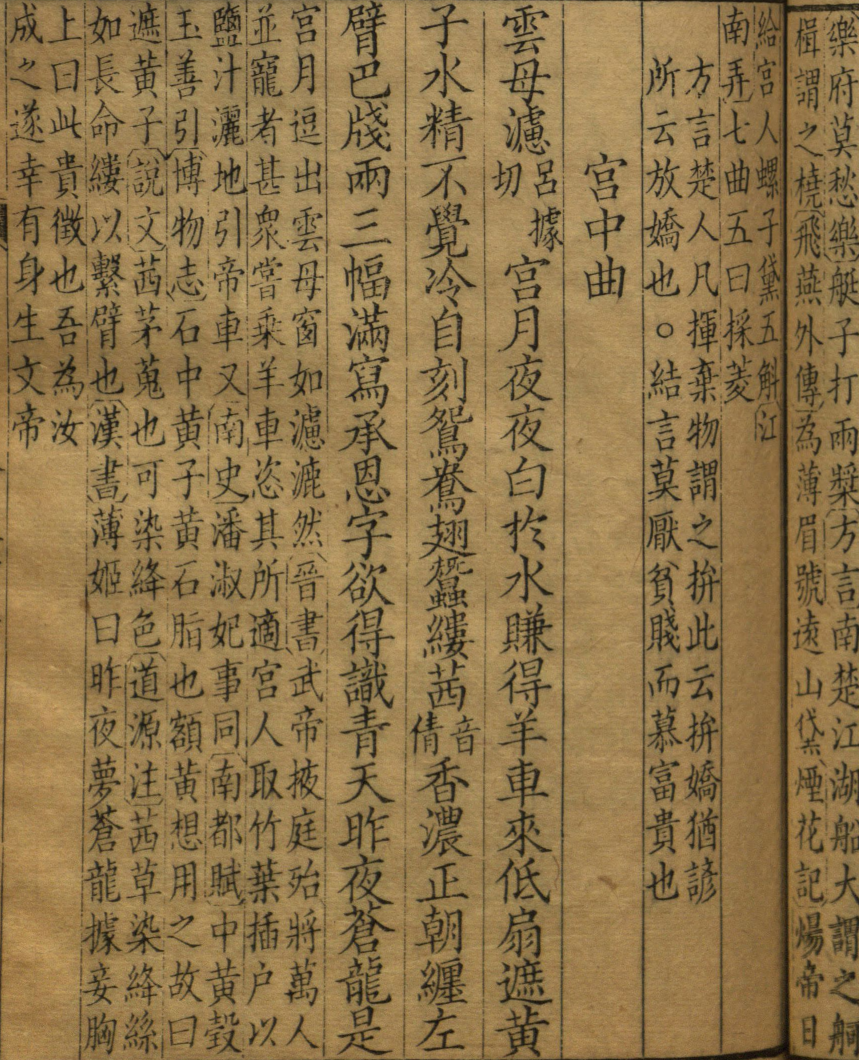 樂府莫愁樂艇子打兩槳方言南楚江湖船大謂之艑
楫謂之橈飛燕外傳為薄眉號遠山黛煙花記煬帝日
給宮人螺子黛五斛江
南弄七曲五曰採菱
方言楚人凡揮棄物謂之拚此云拚嬌猶諺
所云放嬌也○結言莫厭貧賤而慕富貴也
宮中曲
雲母濾呂據切宮月夜夜白於水賺得羊車來低扇遮黃
子水精不覺冷自刻鴛鴦翅蠶縷茜音倩香濃正朝纏左
臂巴牋兩三幅滿寫承恩字欲得識青天昨夜蒼龍是
宮月逗出雲母窗如濾漉然晉書武帝掖庭殆將萬人
並寵者甚衆嘗乘羊車恣其所適宮人取竹葉插户以
鹽汁灑地引帝車又南史潘淑妃事同南都賦中黃瑴
玉善引博物志石中黃子黃石脂也額黃想用之故曰
遮黃子說文茜茅蒐也可染絳色道源注茜草染絳絲
如長命縷以繫臂也漢書薄姬曰昨夜夢蒼龍據妾胸
上曰此貴徵也吾為汝
成之遂幸有身生文帝